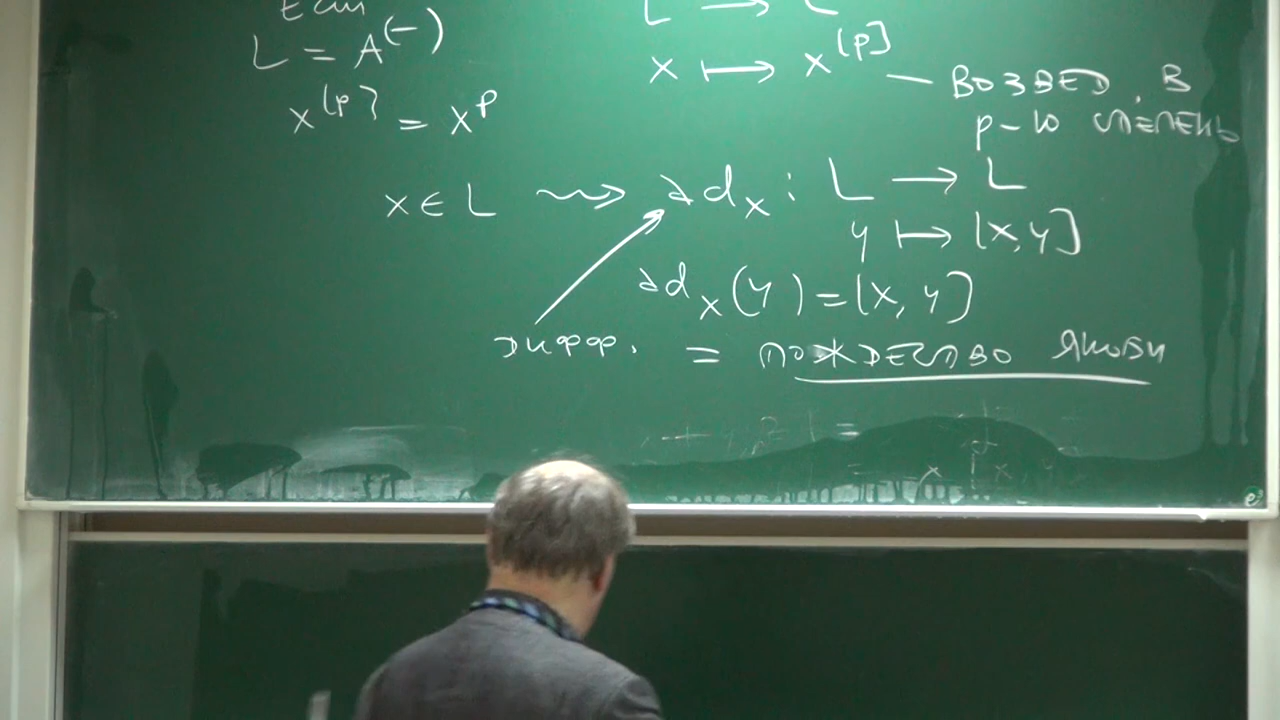 Если L → L
L = A^(-) x ↦ x^[p] — возвед. в
x^[p] = x^p p-ю степень
x ∈ L ⇝ ad_x : L → L
y ↦ [x,y]
ad_x(y) = [x, y]
дифф. = тождество Якоби